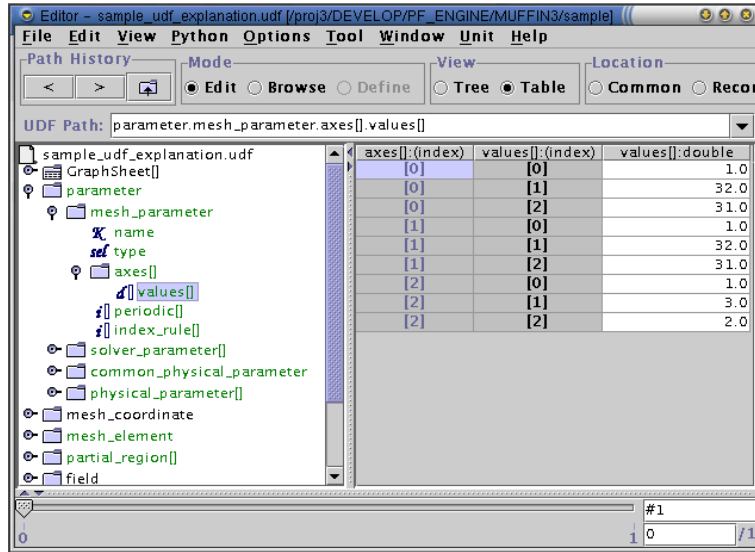 Editor - sample_udf_explanation.udf [/proj3/DEVELOP/PF_ENGINE/MUFFIN3/sample]
File Edit View Python Options Tool Window Unit Help
Path History Mode View Location
< > Edit Browse Define Tree Table Common Recor
UDF Path: parameter.mesh_parameter.axes[].values[]
sample_udf_explanation.udf
GraphSheet[]
parameter
mesh_parameter
K name
sel type
axes[]
d[] values[]
i[] periodic[]
i[] index_rule[]
solver_parameter[]
common_physical_parameter
physical_parameter[]
mesh_coordinate
mesh_element
partial_region[]
field
axes[]:(index) values[]:(index) values[]:double
[0] [0] 1.0
[0] [1] 32.0
[0] [2] 31.0
[1] [0] 1.0
[1] [1] 32.0
[1] [2] 31.0
[2] [0] 1.0
[2] [1] 3.0
[2] [2] 2.0
#1
0 1 0 /1